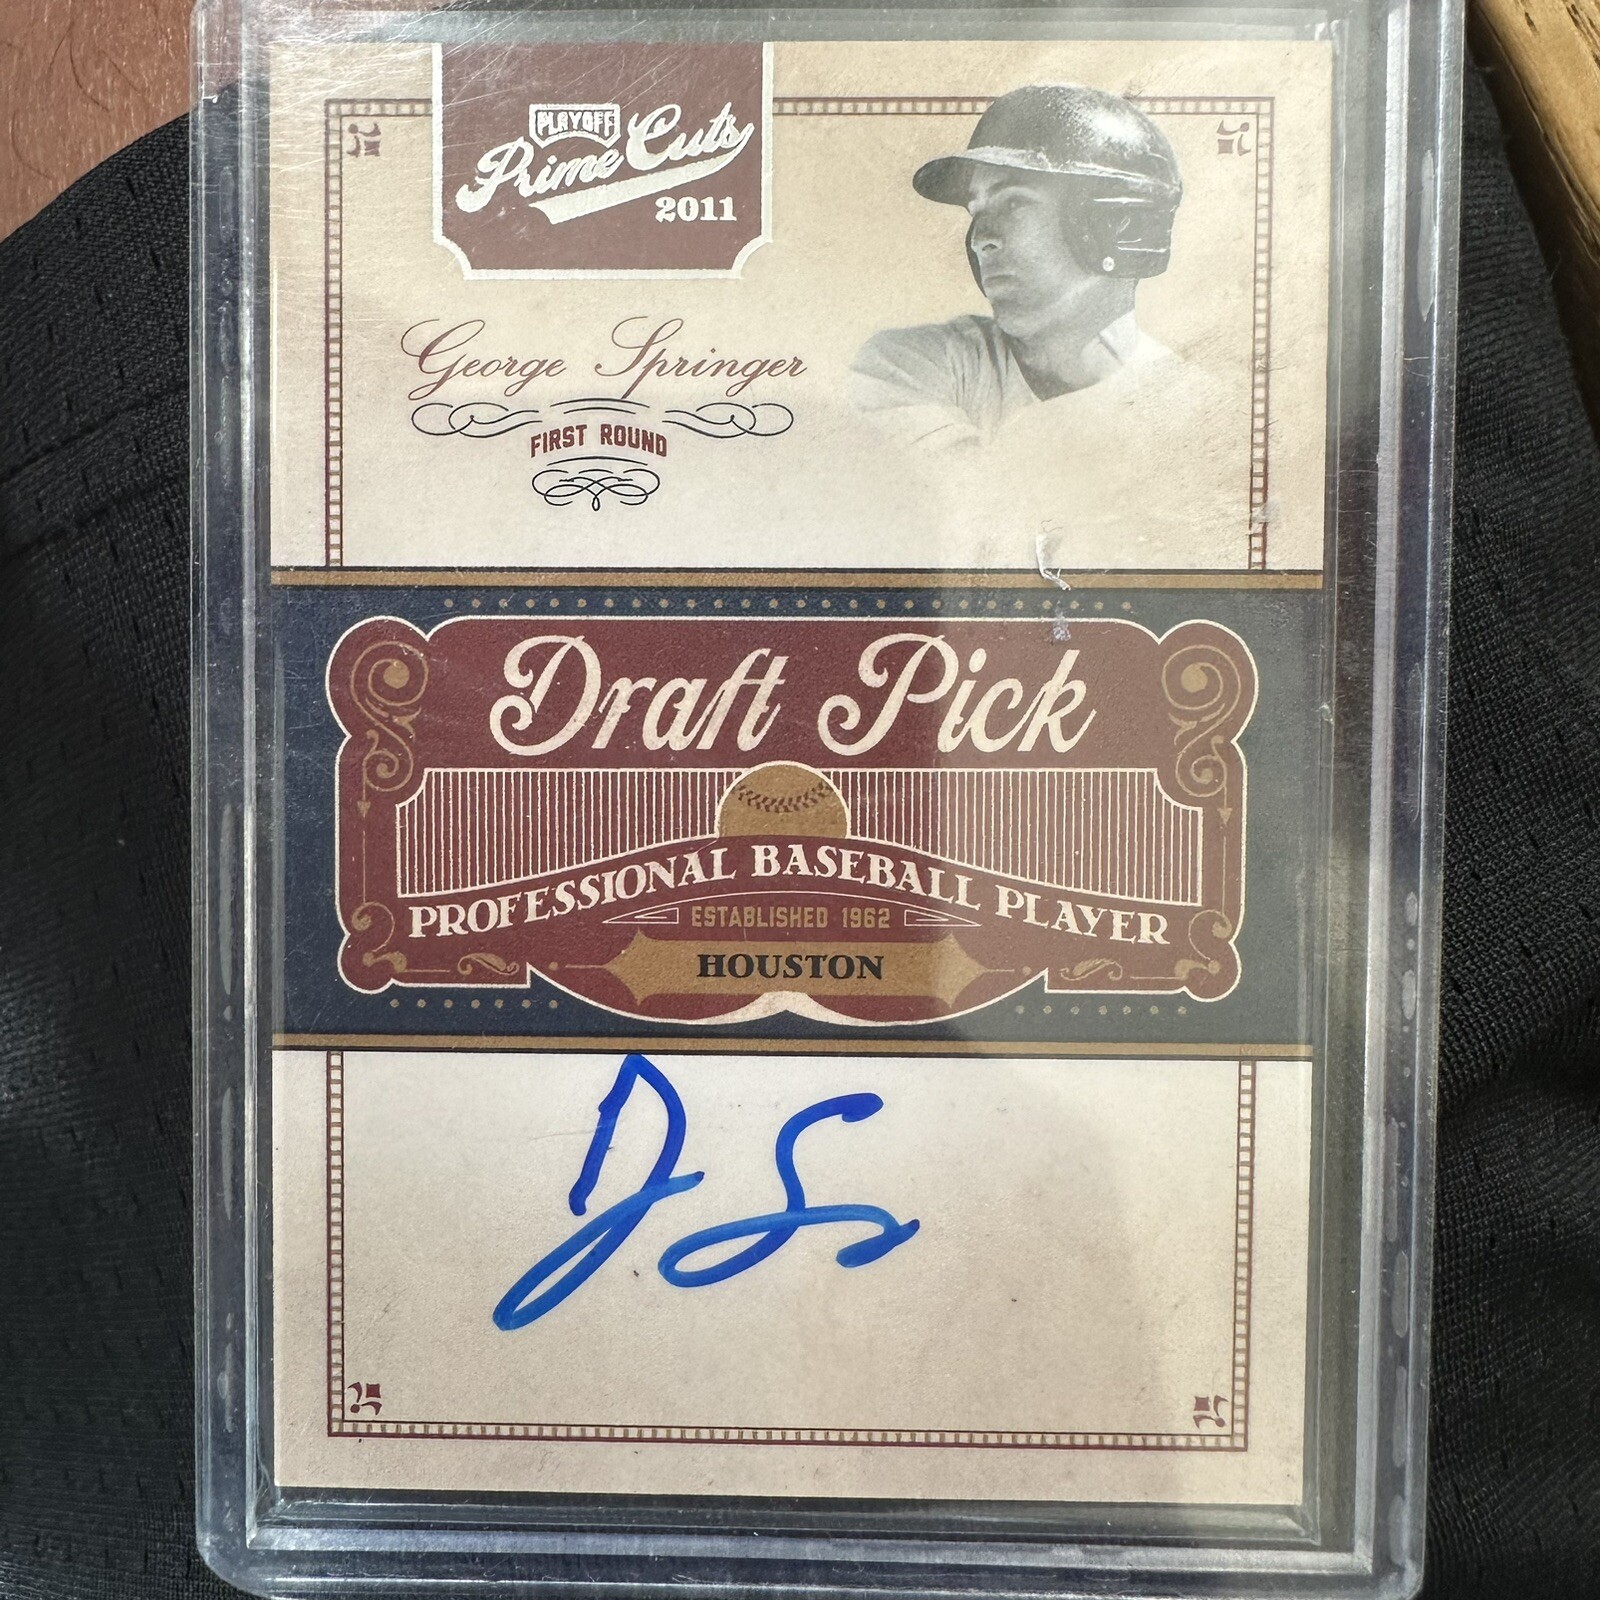 PLAYOFF
Prime Cuts
2011
George Springer
FIRST ROUND
Draft Pick
PROFESSIONAL BASEBALL PLAYER
ESTABLISHED 1962
HOUSTON